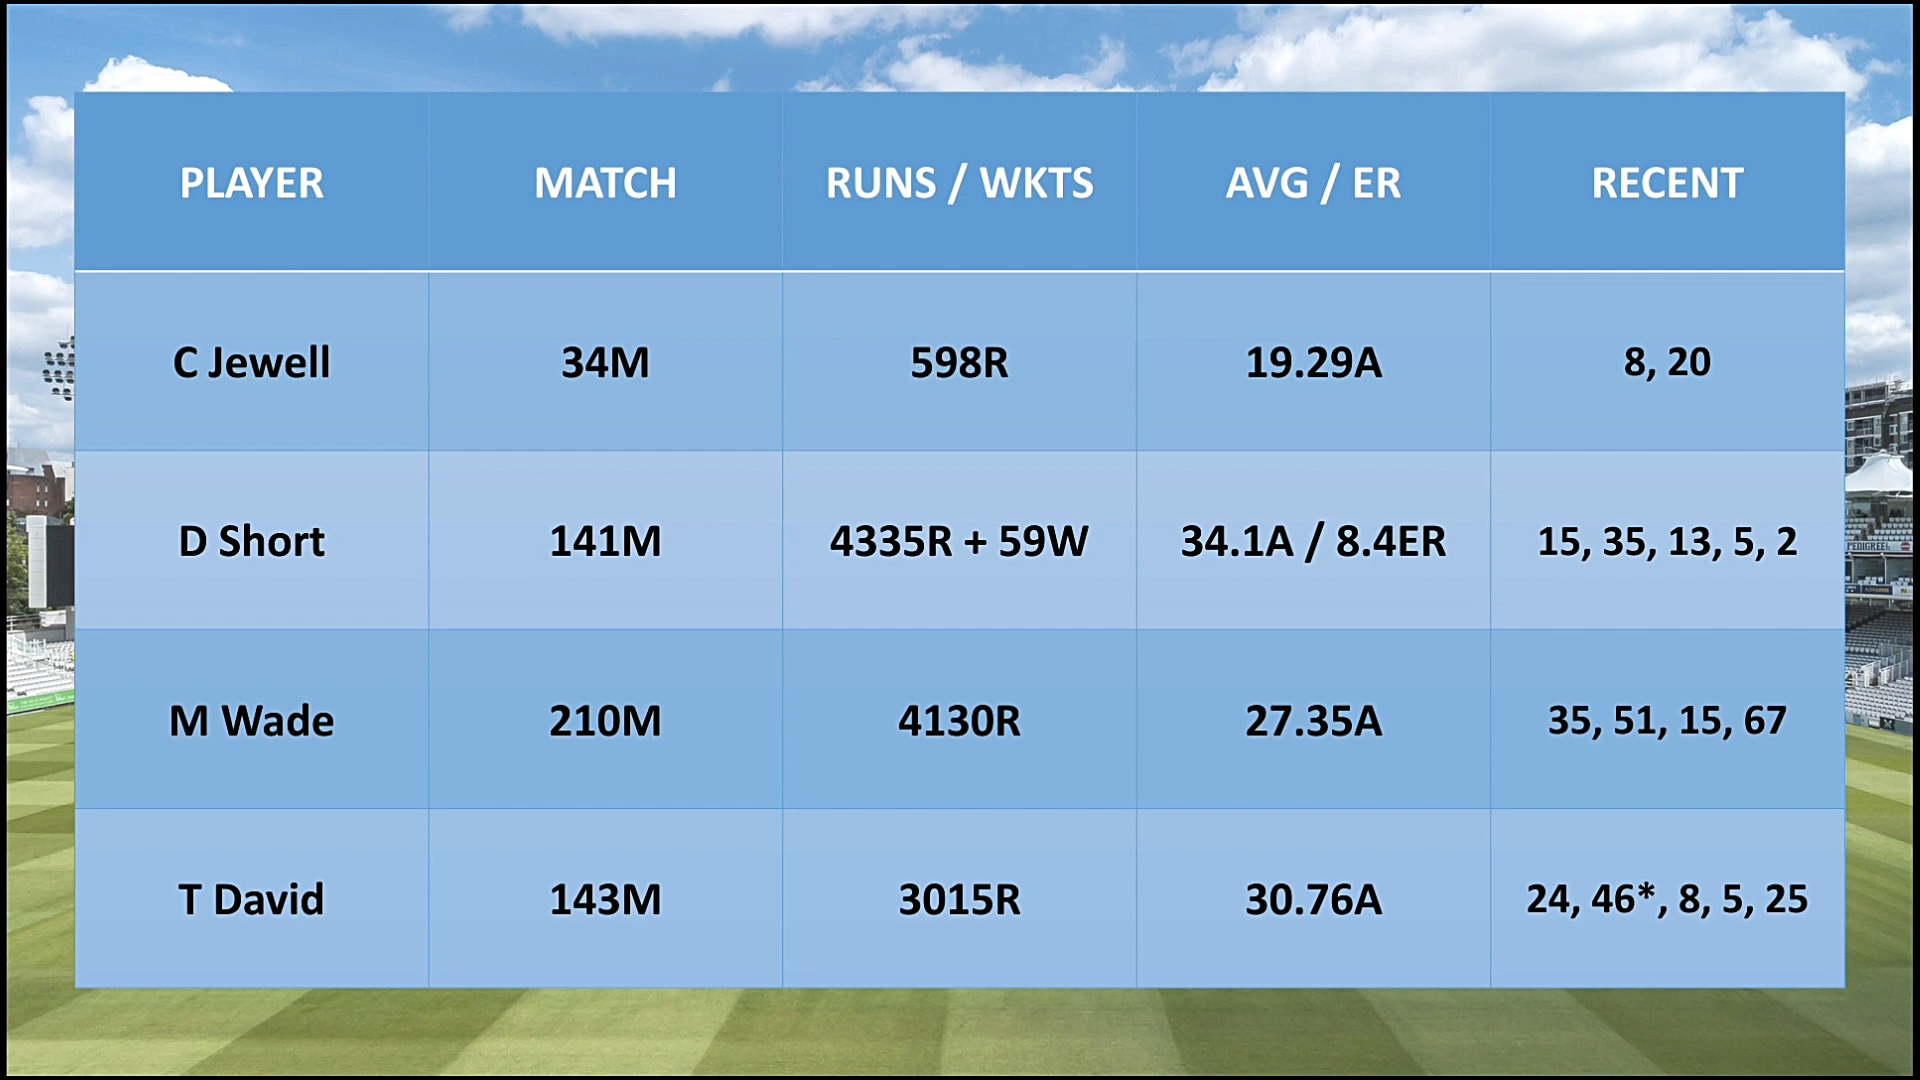 PLAYER MATCH RUNS / WKTS AVG / ER RECENT
C Jewell 34M 598R 19.29A 8, 20
D Short 141M 4335R + 59W 34.1A / 8.4ER 15, 35, 13, 5, 2
PEDIGREE
M Wade 210M 4130R 27.35A 35, 51, 15, 67
T David 143M 3015R 30.76A 24, 46*, 8, 5, 25